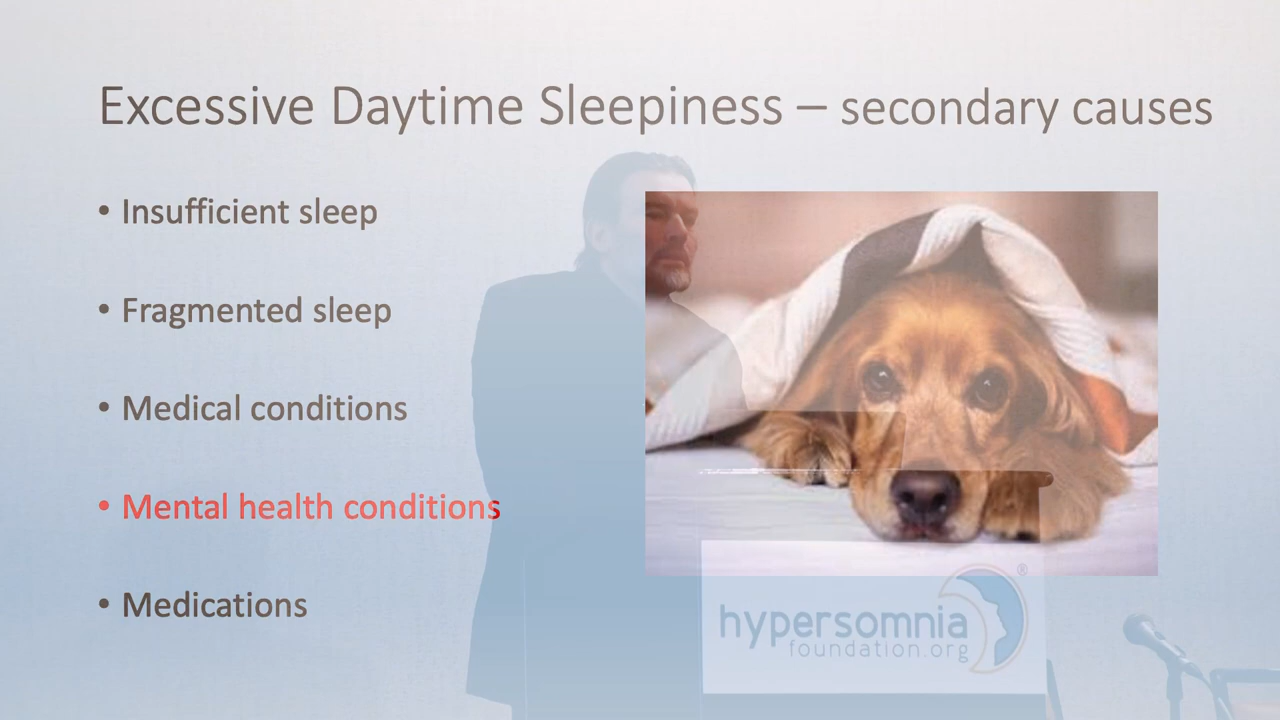 Excessive Daytime Sleepiness – secondary causes
• Insufficient sleep
• Fragmented sleep
• Medical conditions
• Mental health conditions
• Medications
hypersomnia ®
foundation.org